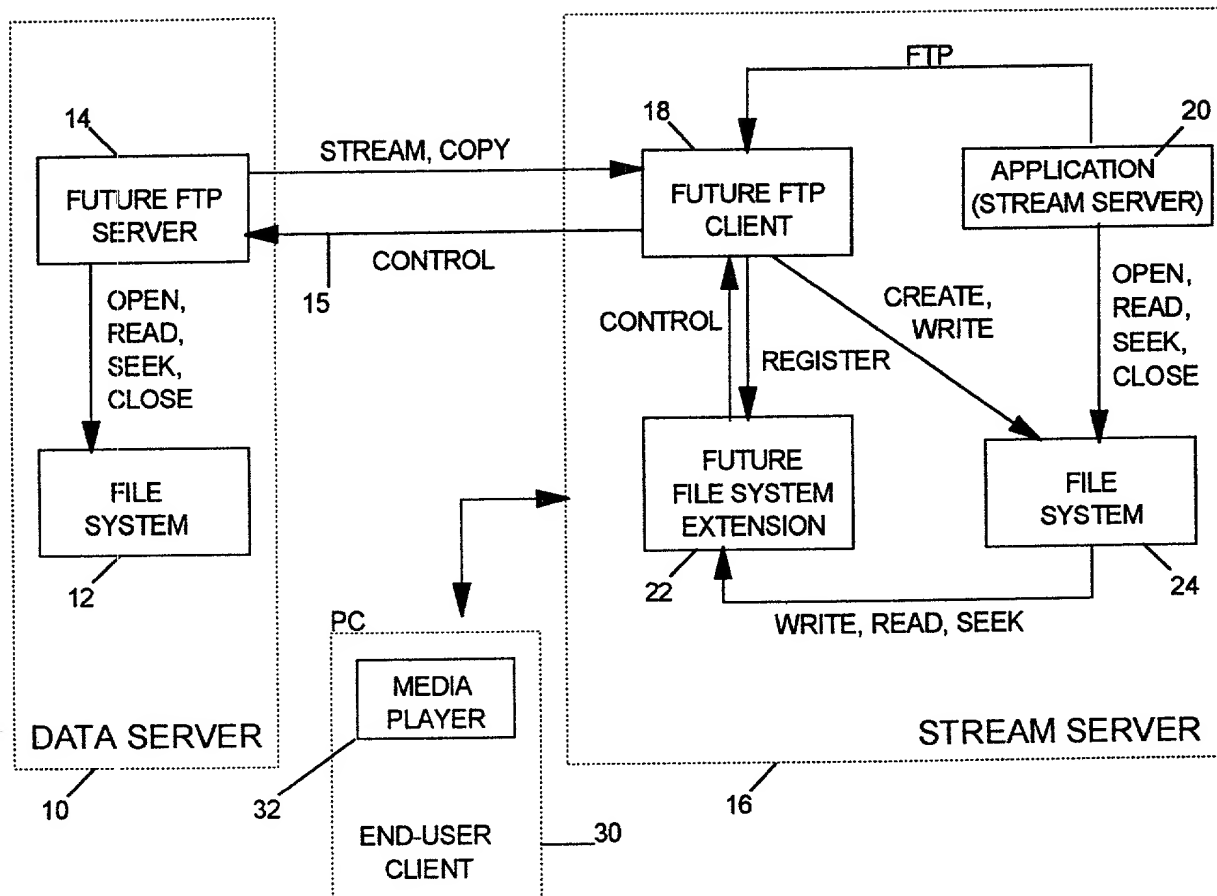 FTP
14
18
20
STREAM, COPY
FUTURE FTP
SERVER
FUTURE FTP
CLIENT
APPLICATION
(STREAM SERVER)
CONTROL
15
OPEN,
READ,
SEEK,
CLOSE
CONTROL
REGISTER
CREATE,
WRITE
OPEN,
READ,
SEEK,
CLOSE
FILE
SYSTEM
FUTURE
FILE SYSTEM
EXTENSION
FILE
SYSTEM
12
22
24
WRITE, READ, SEEK
PC
MEDIA
PLAYER
DATA SERVER
STREAM SERVER
10
32
16
END-USER
CLIENT
30